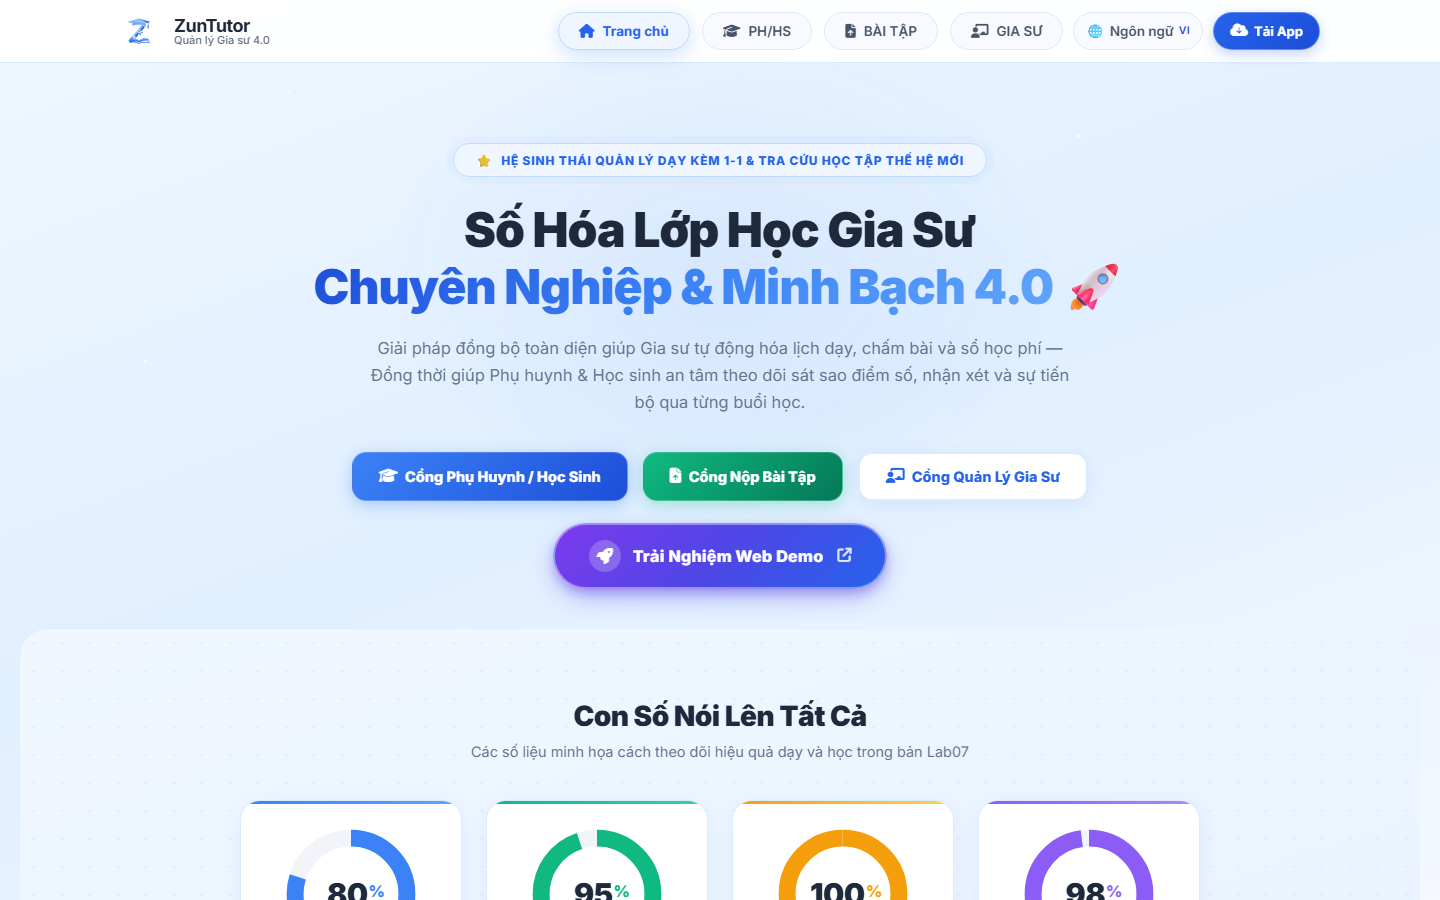 ZunTutor
Quản lý Gia sư 4.0
Trang chủ
PH/HS
BÀI TẬP
GIA SƯ
Ngôn ngữ VI
Tải App
HỆ SINH THÁI QUẢN LÝ DẠY KÈM 1-1 & TRA CỨU HỌC TẬP THẾ HỆ MỚI
Số Hóa Lớp Học Gia Sư
Chuyên Nghiệp & Minh Bạch 4.0
Giải pháp đồng bộ toàn diện giúp Gia sư tự động hóa lịch dạy, chấm bài và sổ học phí —
Đồng thời giúp Phụ huynh & Học sinh an tâm theo dõi sát sao điểm số, nhận xét và sự tiến
bộ qua từng buổi học.
Cổng Phụ Huynh / Học Sinh
Cổng Nộp Bài Tập
Cổng Quản Lý Gia Sư
Trải Nghiệm Web Demo
Con Số Nói Lên Tất Cả
Các số liệu minh họa cách theo dõi hiệu quả dạy và học trong bản Lab07
80%
95%
100%
98%